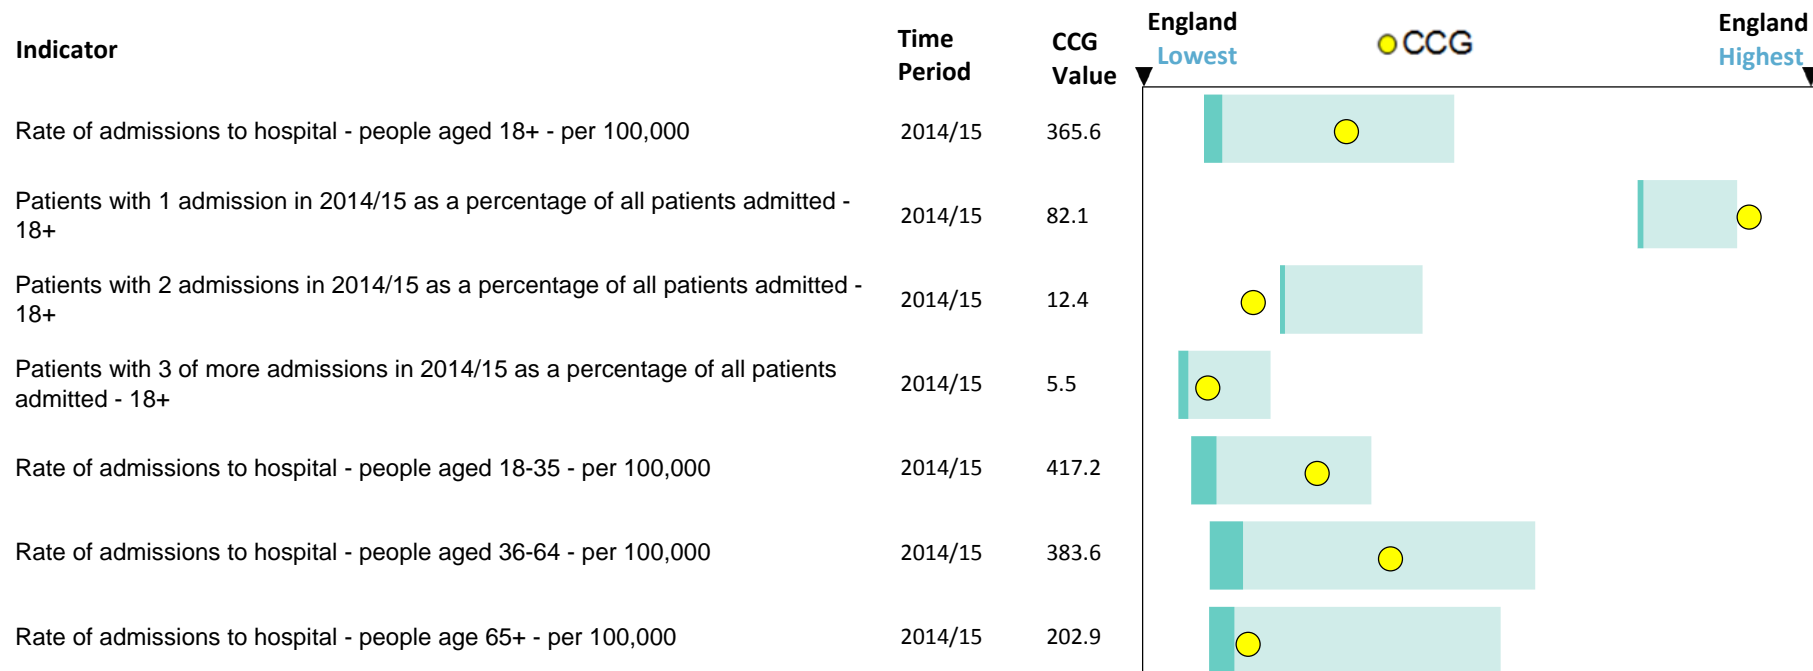 Indicator
Time
Period
CCG
Value
England
Lowest
CCG
England
Highest
Rate of admissions to hospital - people aged 18+ - per 100,000 2014/15 365.6
Patients with 1 admission in 2014/15 as a percentage of all patients admitted -
18+
2014/15 82.1
Patients with 2 admissions in 2014/15 as a percentage of all patients admitted -
18+
2014/15 12.4
Patients with 3 of more admissions in 2014/15 as a percentage of all patients
admitted - 18+
2014/15 5.5
Rate of admissions to hospital - people aged 18-35 - per 100,000 2014/15 417.2
Rate of admissions to hospital - people aged 36-64 - per 100,000 2014/15 383.6
Rate of admissions to hospital - people age 65+ - per 100,000 2014/15 202.9